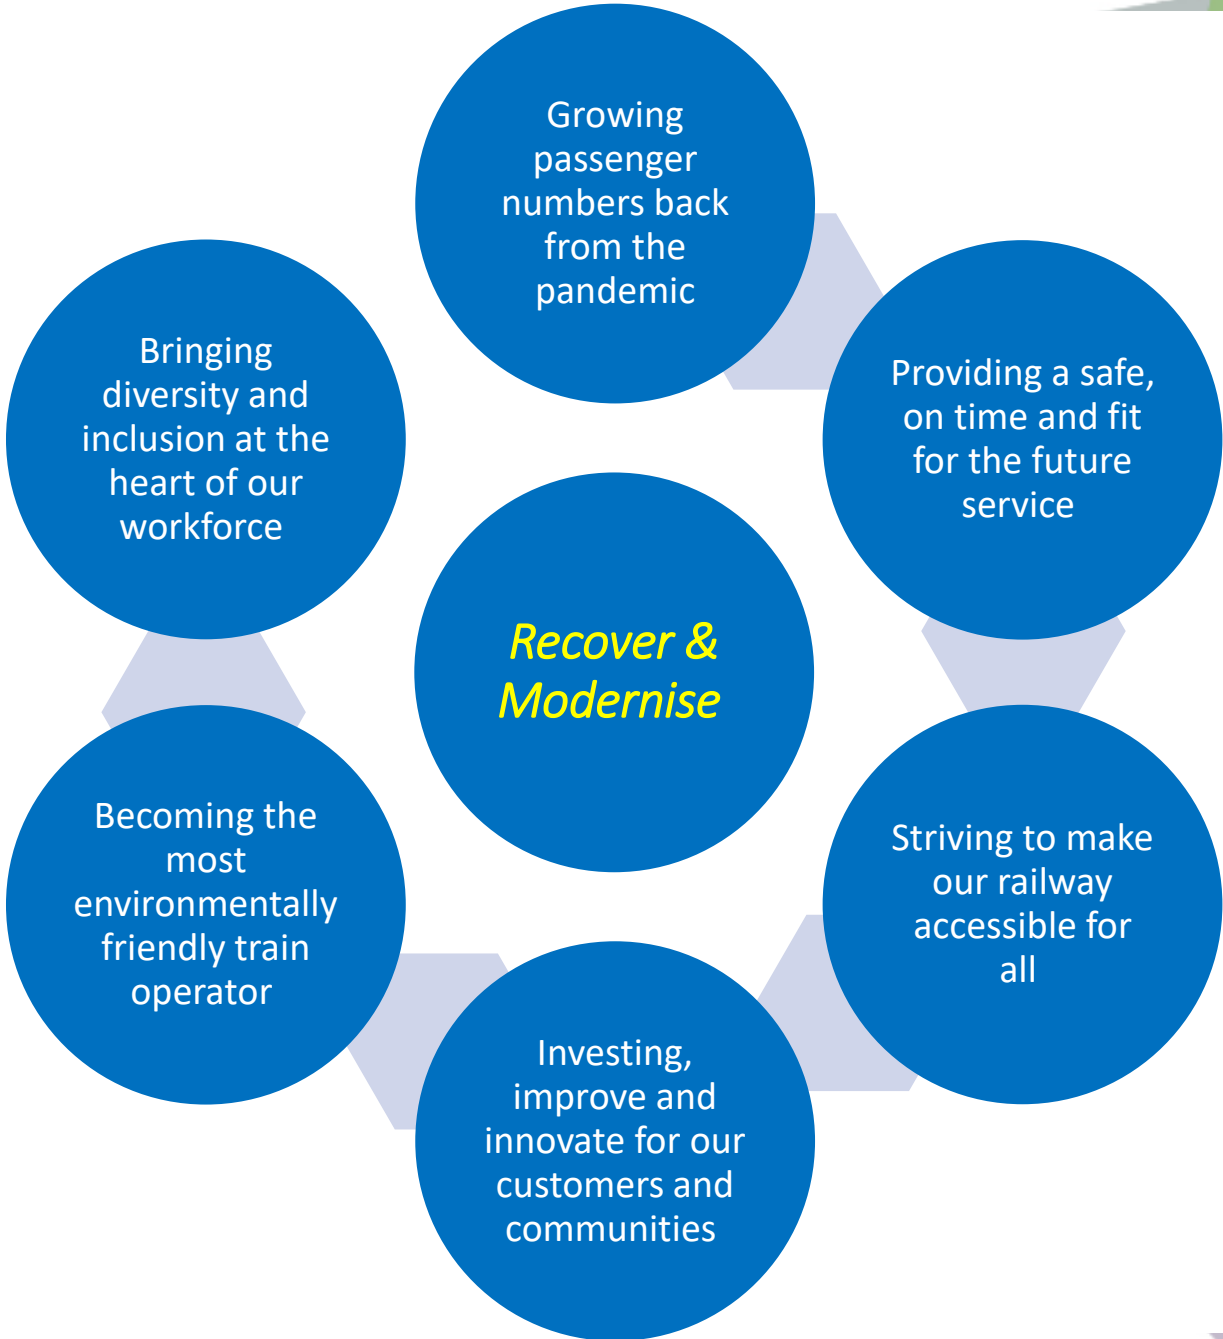 Growing
passenger
numbers back
from the
pandemic
Providing a safe,
on time and fit
for the future
service
Striving to make
our railway
accessible for
all
Investing,
improve and
innovate for our
customers and
communities
Becoming the
most
environmentally
friendly train
operator
Bringing
diversity and
inclusion at the
heart of our
workforce
Recover &
Modernise